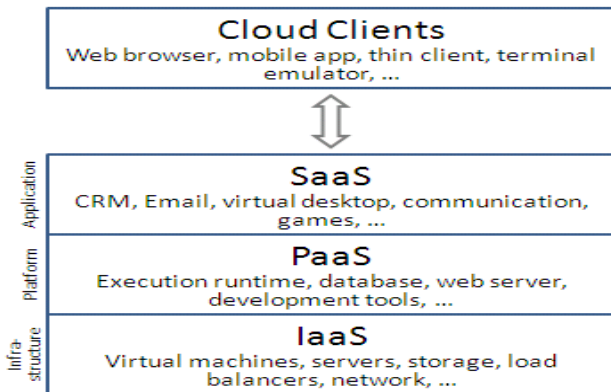 Cloud Clients
Web browser, mobile app, thin client, terminal
emulator, ...
Application
SaaS
CRM, Email, virtual desktop, communication,
games, ...
Platform
PaaS
Execution runtime, database, web server,
development tools, ...
Infra-
structure
IaaS
Virtual machines, servers, storage, load
balancers, network, ...